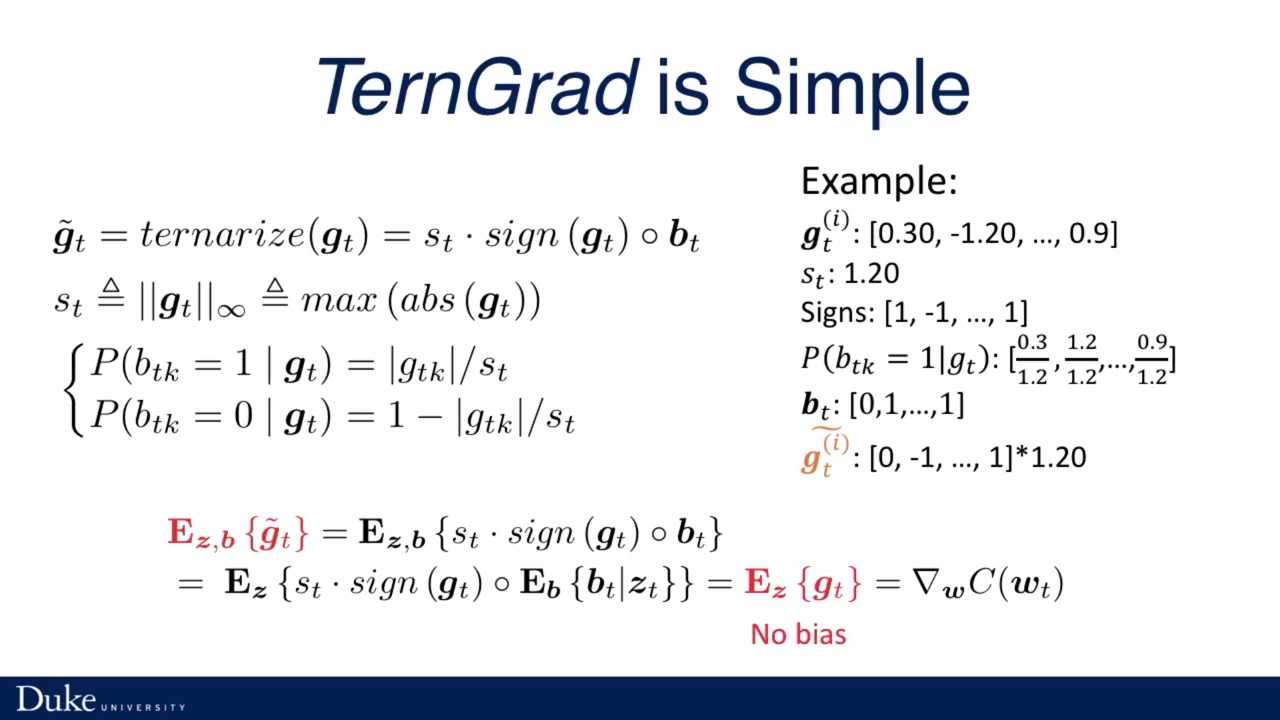 TernGrad is Simple
g̃_t = ternarize(g_t) = s_t · sign (g_t) ∘ b_t
s_t ≜ ||g_t||_∞ ≜ max (abs (g_t))
{ P(b_tk = 1 | g_t) = |g_tk|/s_t
P(b_tk = 0 | g_t) = 1 − |g_tk|/s_t
Example:
g_t^(i): [0.30, -1.20, …, 0.9]
s_t: 1.20
Signs: [1, -1, …, 1]
P(b_tk = 1|g_t): [0.3/1.2, 1.2/1.2,…, 0.9/1.2]
b_t: [0,1,…,1]
g̃_t^(i): [0, -1, …, 1]*1.20
E_z,b {g̃_t} = E_z,b {s_t · sign (g_t) ∘ b_t}
= E_z {s_t · sign (g_t) ∘ E_b {b_t|z_t}} = E_z {g_t} = ∇_w C(w_t)
No bias
Duke UNIVERSITY